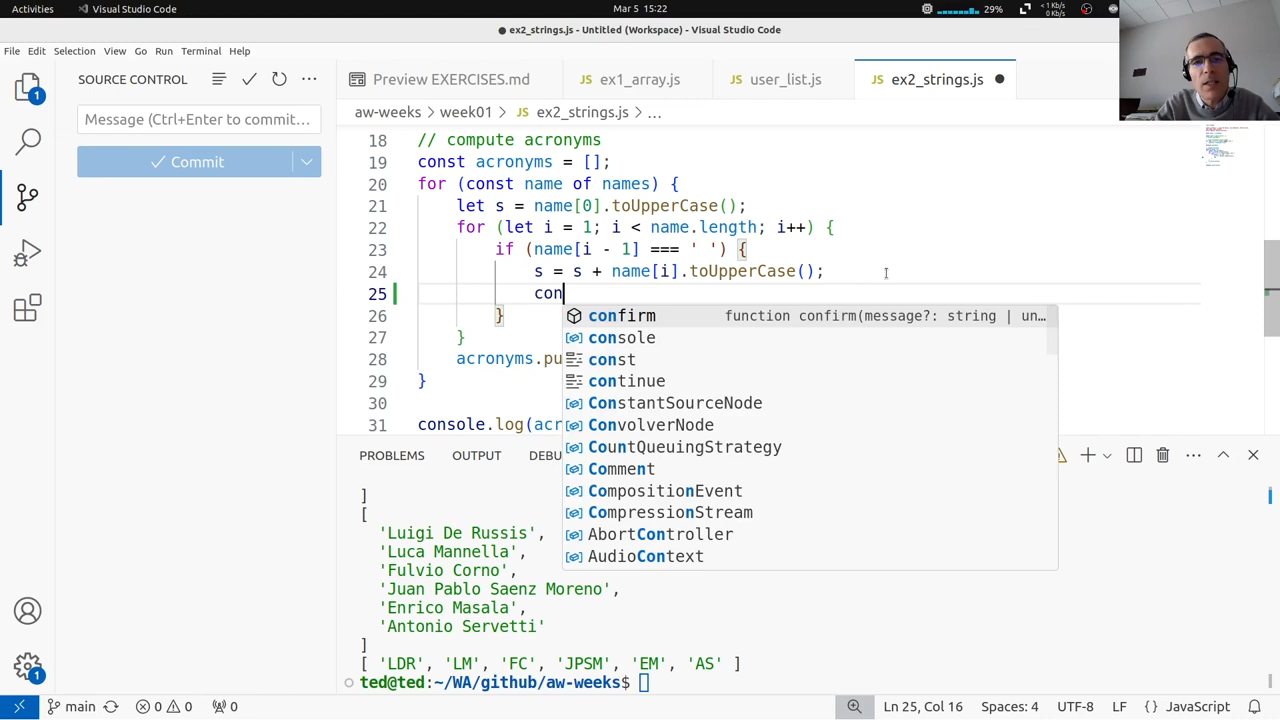 Activities Visual Studio Code Mar 5 15:22 29% < 1 Kb/s 0 Kb/s
● ex2_strings.js - Untitled (Workspace) - Visual Studio Code
File Edit Selection View Go Run Terminal Help
SOURCE CONTROL
Message (Ctrl+Enter to commit...
Commit
1
1
Preview EXERCISES.md JS ex1_array.js JS user_list.js JS ex2_strings.js ●
aw-weeks > week01 > JS ex2_strings.js > ...
18 // compute acronyms
19 const acronyms = [];
20 for (const name of names) {
21 let s = name[0].toUpperCase();
22 for (let i = 1; i < name.length; i++) {
23 if (name[i - 1] === ' ') {
24 s = s + name[i].toUpperCase();
25 con
26 }
27 }
28 acronyms.pu
29 }
30
31 console.log(acr
confirm function confirm(message?: string | un...
console
const
continue
ConstantSourceNode
ConvolverNode
CountQueuingStrategy
Comment
CompositionEvent
CompressionStream
AbortController
AudioContext
PROBLEMS OUTPUT DEBU
]
[
'Luigi De Russis',
'Luca Mannella',
'Fulvio Corno',
'Juan Pablo Saenz Moreno',
'Enrico Masala',
'Antonio Servetti'
]
[ 'LDR', 'LM', 'FC', 'JPSM', 'EM', 'AS' ]
ted@ted:~/WA/github/aw-weeks$
main 0 0 0 Ln 25, Col 16 Spaces: 4 UTF-8 LF {} JavaScript